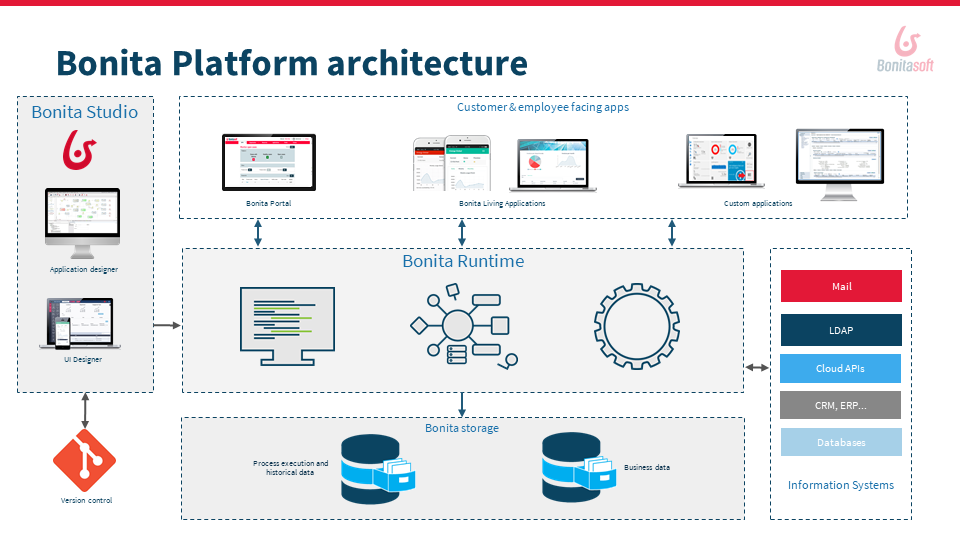 Bonita Platform architecture
Bonitasoft
Bonita Studio
Application designer
UI Designer
Version control
Customer & employee facing apps
Bonita Portal
Bonita Living Applications
Custom applications
Bonita Runtime
Bonita storage
Process execution and
historical data
Business data
Mail
LDAP
Cloud APIs
CRM, ERP...
Databases
Information Systems